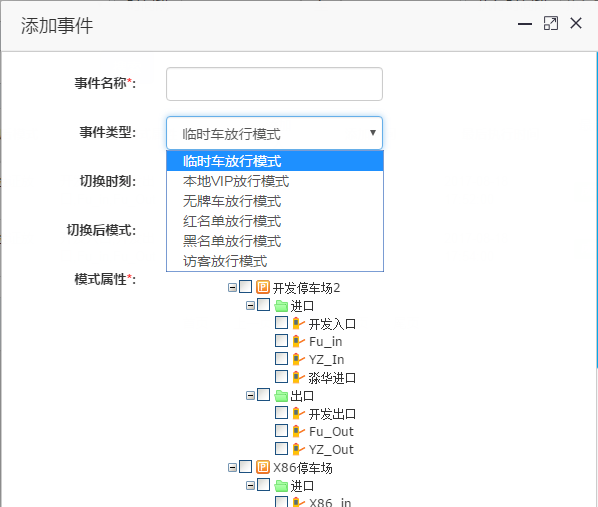 添加事件
事件名称*:
事件类型: 临时车放行模式
临时车放行模式
切换时刻: 本地VIP放行模式
无牌车放行模式
切换后模式: 红名单放行模式
黑名单放行模式
访客放行模式
模式属性*:
开发停车场2
进口
开发入口
Fu_in
YZ_In
淼华进口
出口
开发出口
Fu_Out
YZ_Out
X86停车场
进口
X86_in